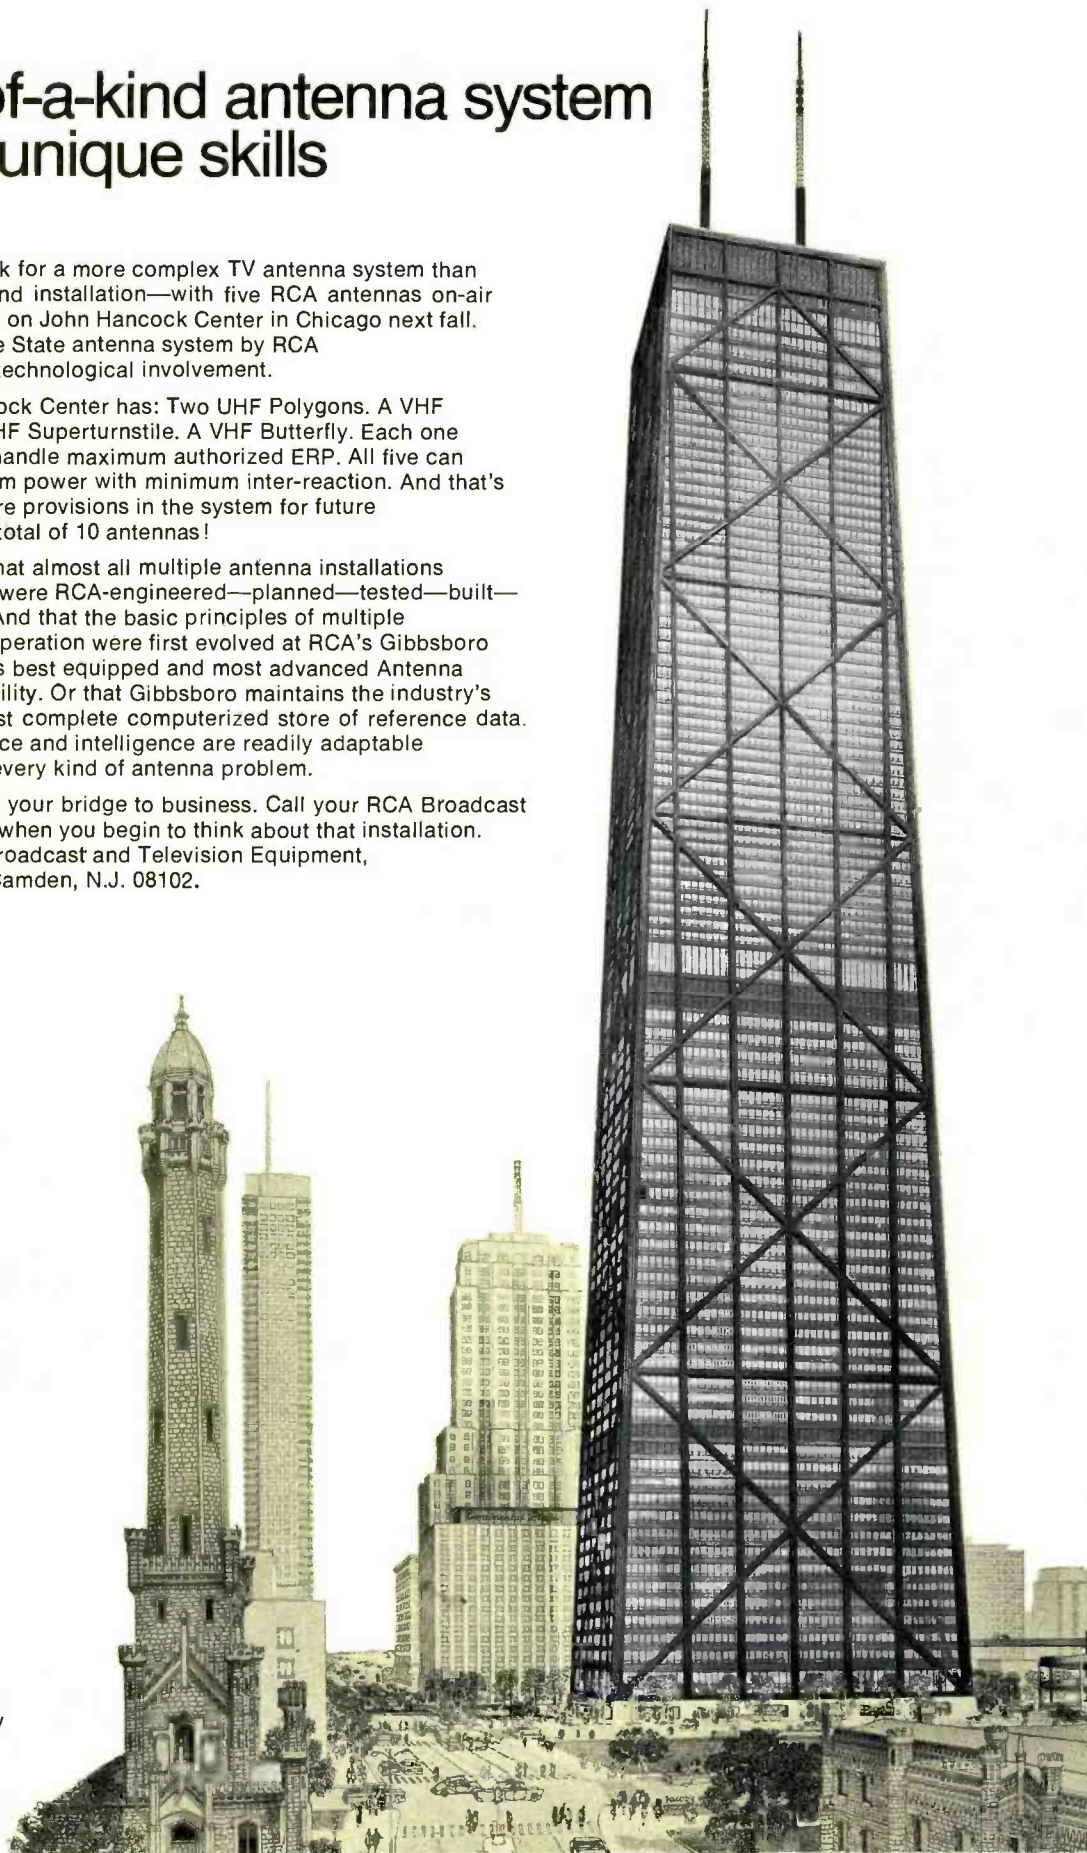 of-a-kind antenna system
unique skills
k for a more complex TV antenna system than
nd installation—with five RCA antennas on-air
on John Hancock Center in Chicago next fall.
e State antenna system by RCA
technological involvement.
ock Center has: Two UHF Polygons. A VHF
HF Superturnstile. A VHF Butterfly. Each one
handle maximum authorized ERP. All five can
m power with minimum inter-reaction. And that's
re provisions in the system for future
total of 10 antennas!
hat almost all multiple antenna installations
were RCA-engineered—planned—tested—built—
And that the basic principles of multiple
peration were first evolved at RCA's Gibbsboro
s best equipped and most advanced Antenna
ility. Or that Gibbsboro maintains the industry's
st complete computerized store of reference data.
ce and intelligence are readily adaptable
every kind of antenna problem.
your bridge to business. Call your RCA Broadcast
when you begin to think about that installation.
roadcast and Television Equipment,
Camden, N.J. 08102.